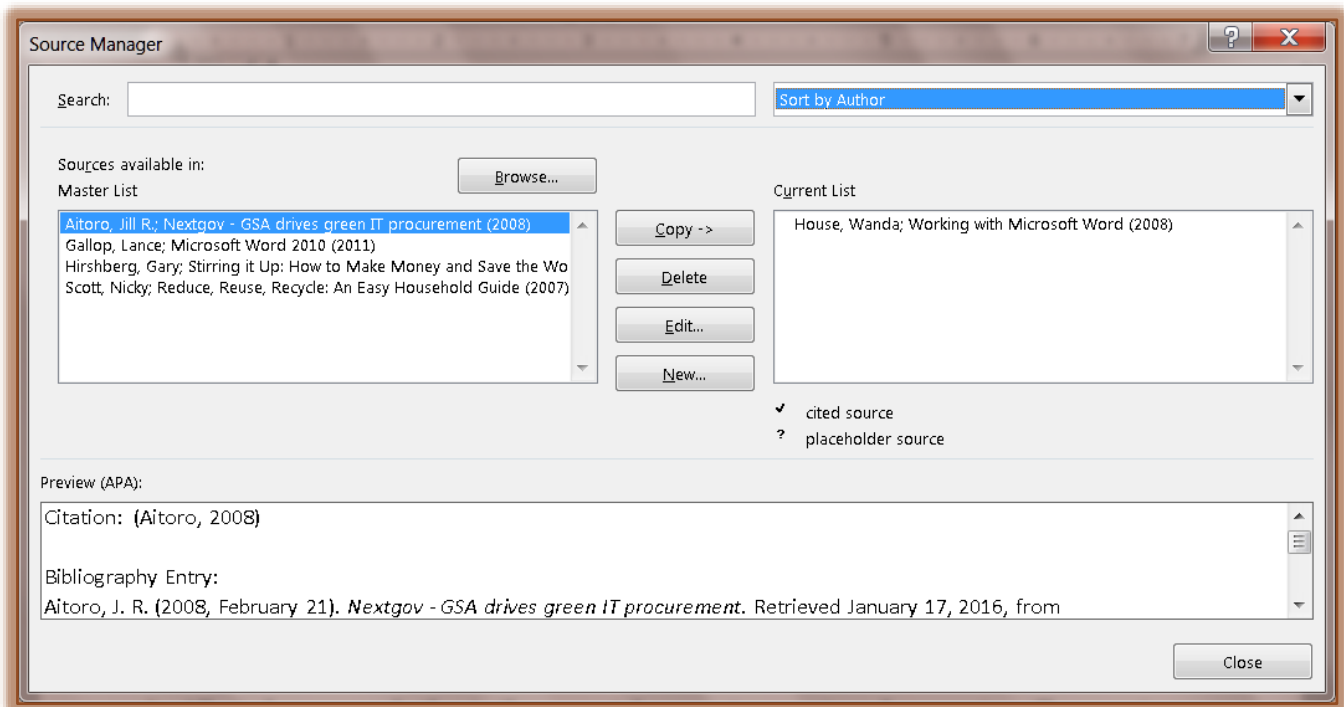 Source Manager
Search:
Sort by Author
Sources available in:
Master List
Browse...
Current List
Aitoro, Jill R.; Nextgov - GSA drives green IT procurement (2008)
Gallop, Lance; Microsoft Word 2010 (2011)
Hirshberg, Gary; Stirring it Up: How to Make Money and Save the Wo
Scott, Nicky; Reduce, Reuse, Recycle: An Easy Household Guide (2007)
Copy ->
Delete
Edit...
New...
House, Wanda; Working with Microsoft Word (2008)
cited source
? placeholder source
Preview (APA):
Citation: (Aitoro, 2008)
Bibliography Entry:
Aitoro, J. R. (2008, February 21). Nextgov - GSA drives green IT procurement. Retrieved January 17, 2016, from
Close